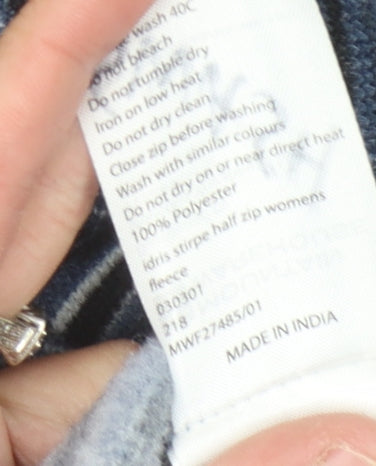 wash 40C
Do not bleach
Do not tumble dry
Iron on low heat
Do not dry clean
Close zip before washing
Wash with similar colours
Do not dry on or near direct heat
100% Polyester
idris stirpe half zip womens
fleece
030301
218
MWF27485/01
MADE IN INDIA